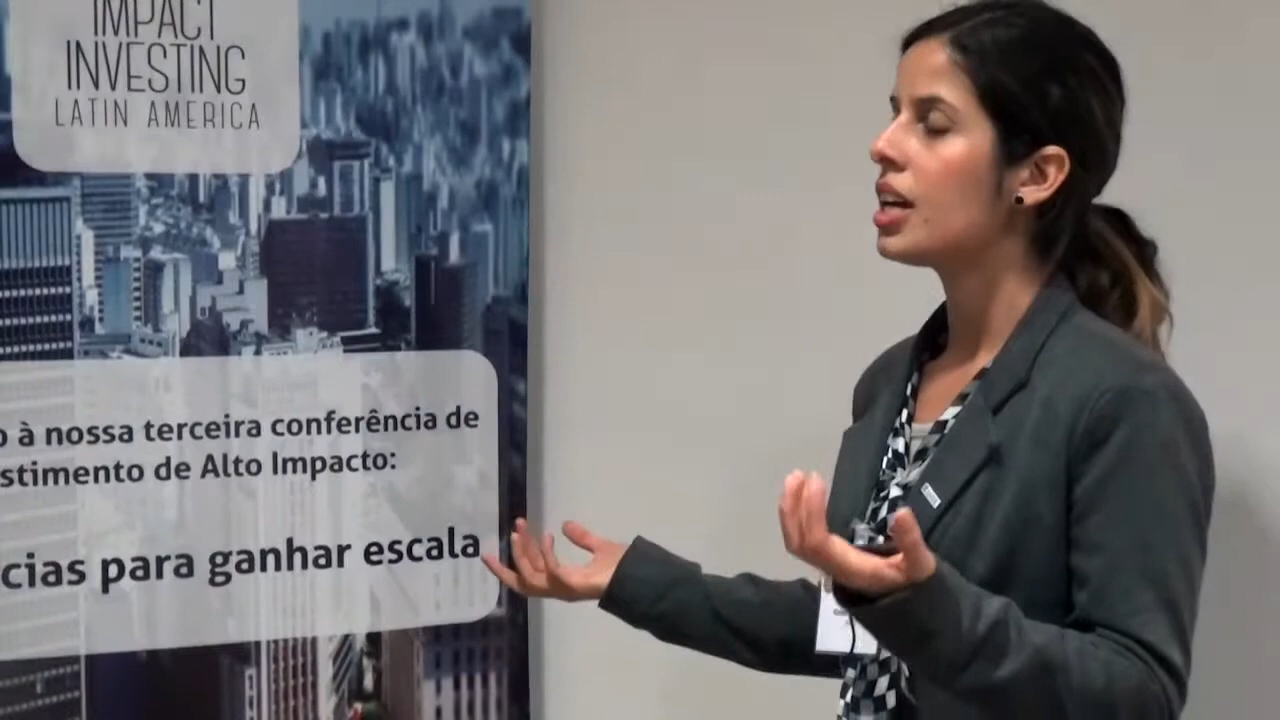 IMPACT
INVESTING
LATIN AMERICA
à nossa terceira conferência de
stimento de Alto Impacto:
cias para ganhar escala